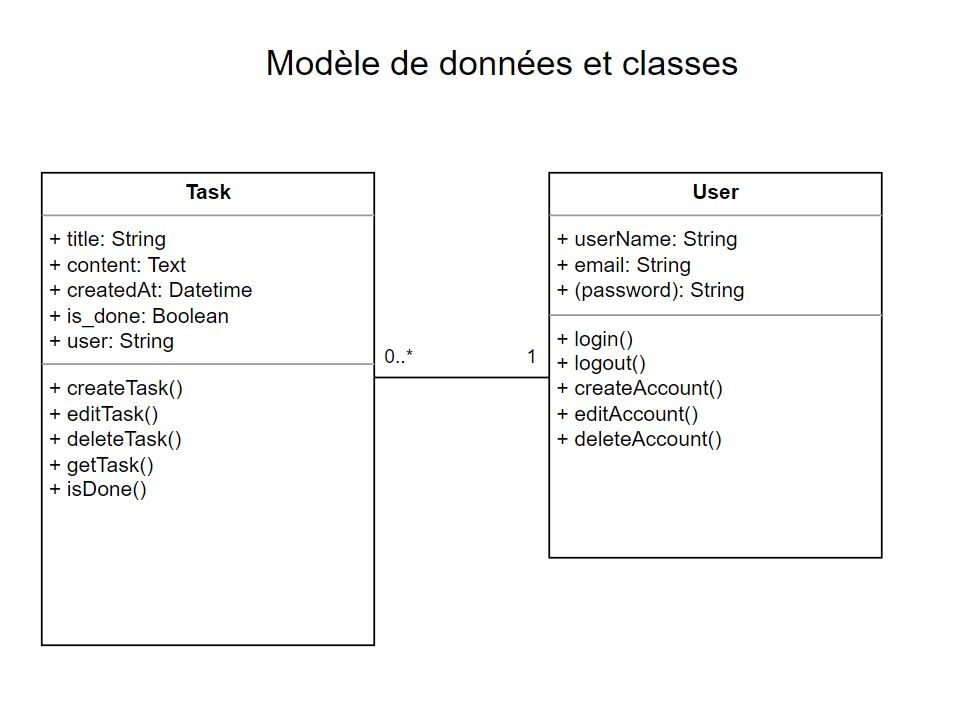 Modèle de données et classes
Task
+ title: String
+ content: Text
+ createdAt: Datetime
+ is_done: Boolean
+ user: String
+ createTask()
+ editTask()
+ deleteTask()
+ getTask()
+ isDone()
0..*
1
User
+ userName: String
+ email: String
+ (password): String
+ login()
+ logout()
+ createAccount()
+ editAccount()
+ deleteAccount()